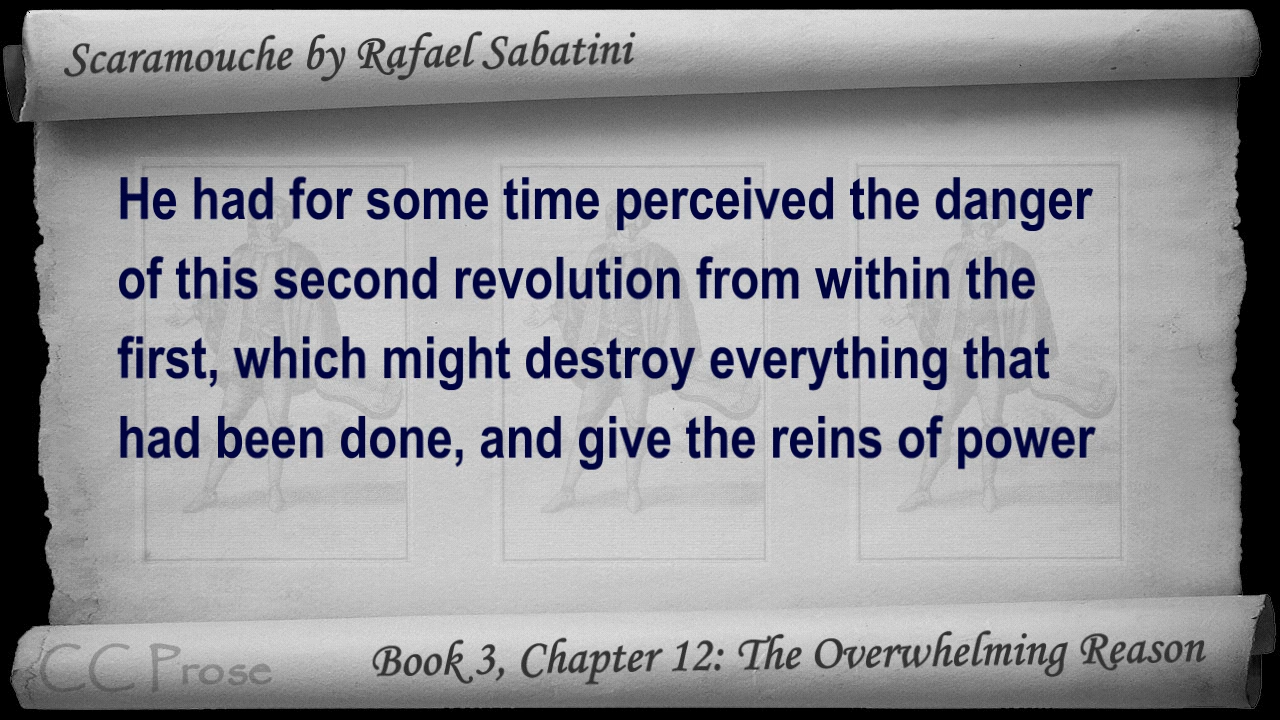 Scaramouche by Rafael Sabatini
He had for some time perceived the danger
of this second revolution from within the
first, which might destroy everything that
had been done, and give the reins of power
CC Prose
Book 3, Chapter 12: The Overwhelming Reason